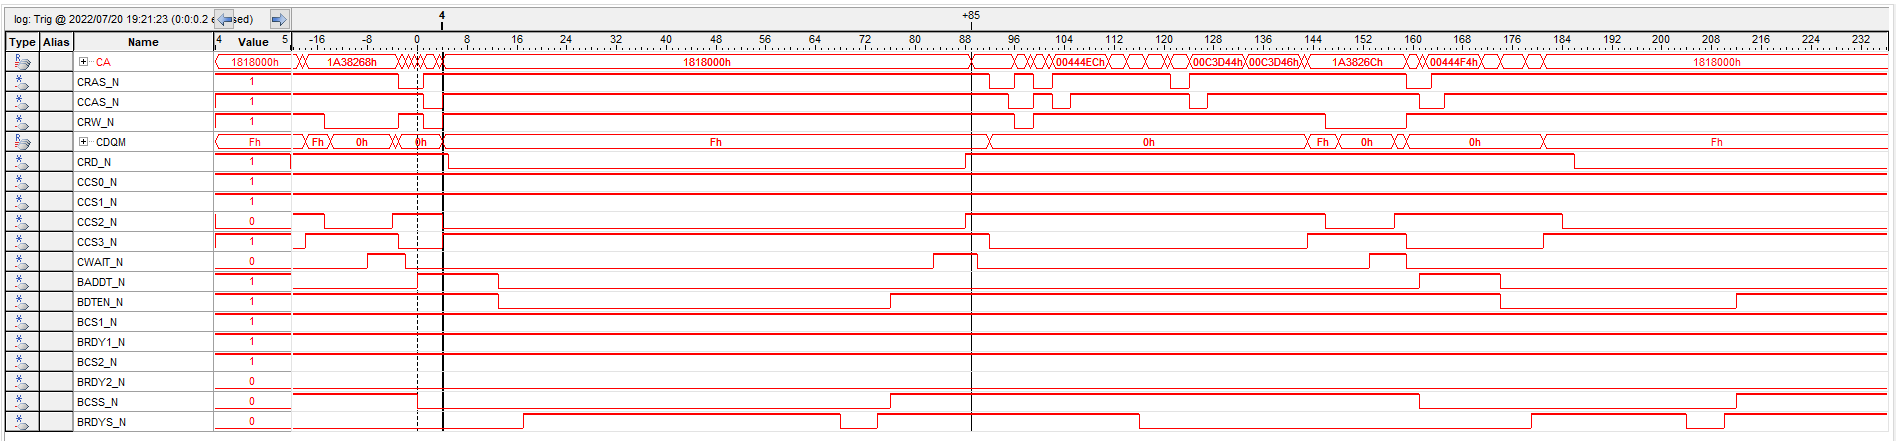 log: Trig @ 2022/07/20 19:21:23 (0:0:0.2 e sed) 4 +85
Type Alias Name 4 Value 5 -16 -8 0 8 16 24 32 40 48 56 64 72 80 88 96 104 112 120 128 136 144 152 160 168 176 184 192 200 208 216 224 232
R CA 1818000h 1A38268h 1818000h 00444ECh 00C3D44h 00C3D46h 1A3826Ch 00444F4h 1818000h
CRAS_N 1
CCAS_N 1
CRW_N 1
R CDQM Fh Fh 0h 0h Fh 0h Fh 0h 0h Fh
CRD_N 1
CCS0_N 1
CCS1_N 1
CCS2_N 0
CCS3_N 1
CWAIT_N 0
BADDT_N 1
BDTEN_N 1
BCS1_N 1
BRDY1_N 1
BCS2_N 1
BRDY2_N 0
BCSS_N 0
BRDYS_N 0